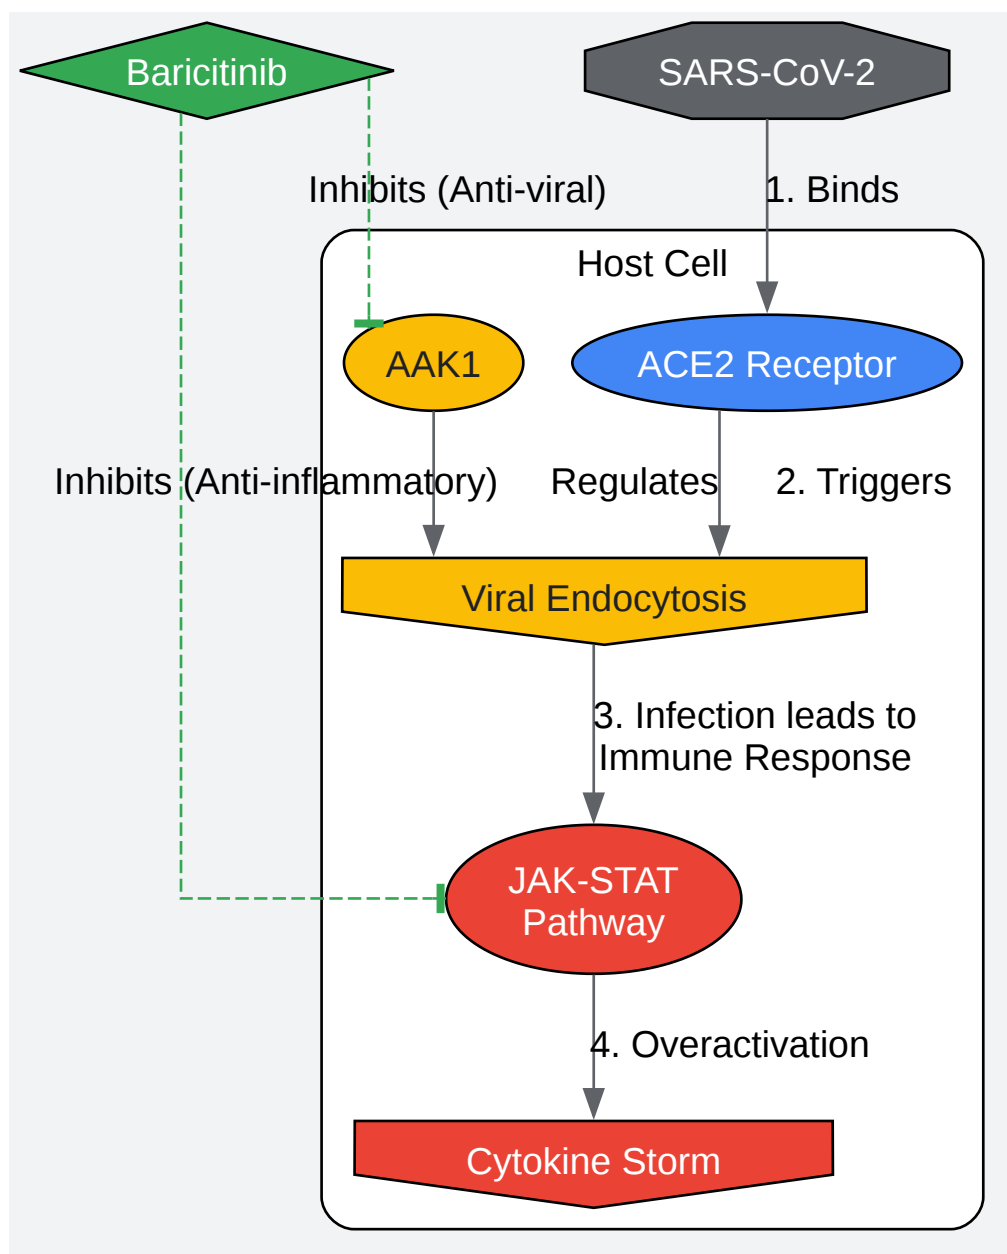 Baricitinib
SARS-CoV-2
Inhibits (Anti-viral)
1. Binds
Host Cell
AAK1
ACE2 Receptor
Inhibits (Anti-inflammatory)
Regulates
2. Triggers
Viral Endocytosis
3. Infection leads to
Immune Response
JAK-STAT
Pathway
4. Overactivation
Cytokine Storm